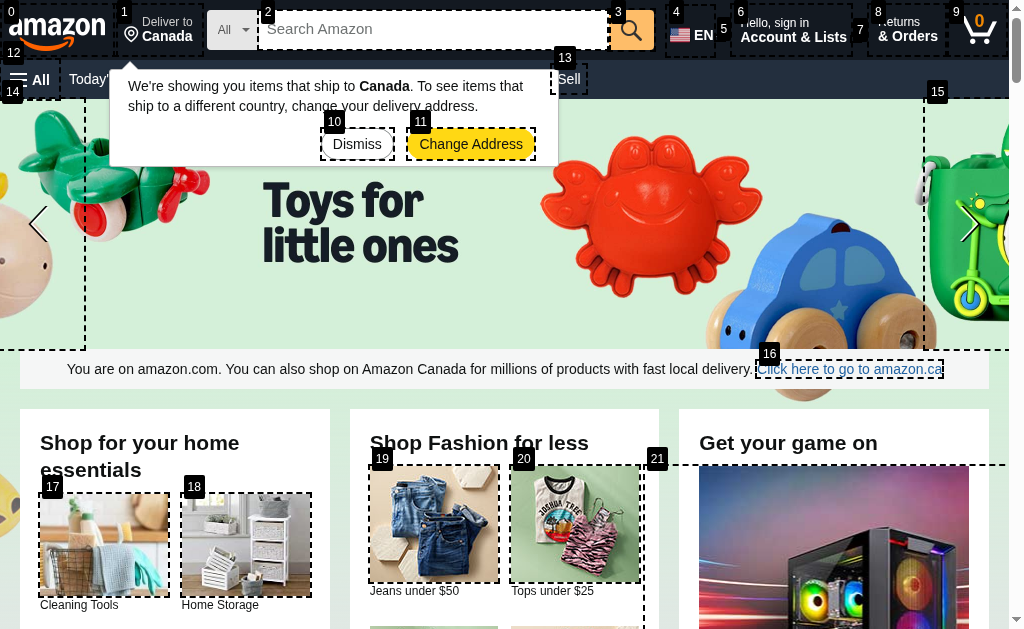 0
1
2
3
4
5
6
7
8
9
amazon
Deliver to
Canada
All
Search Amazon
EN
Hello, sign in
Account & Lists
Returns
& Orders
0
12
All
Today'
13
Sell
14
15
We're showing you items that ship to Canada. To see items that
ship to a different country, change your delivery address.
10
11
Dismiss
Change Address
Toys for
little ones
16
You are on amazon.com. You can also shop on Amazon Canada for millions of products with fast local delivery. Click here to go to amazon.ca
Shop for your home
essentials
17
18
Cleaning Tools
Home Storage
Shop Fashion for less
19
20
JOSHUA TREE
Jeans under $50
Tops under $25
Get your game on
21